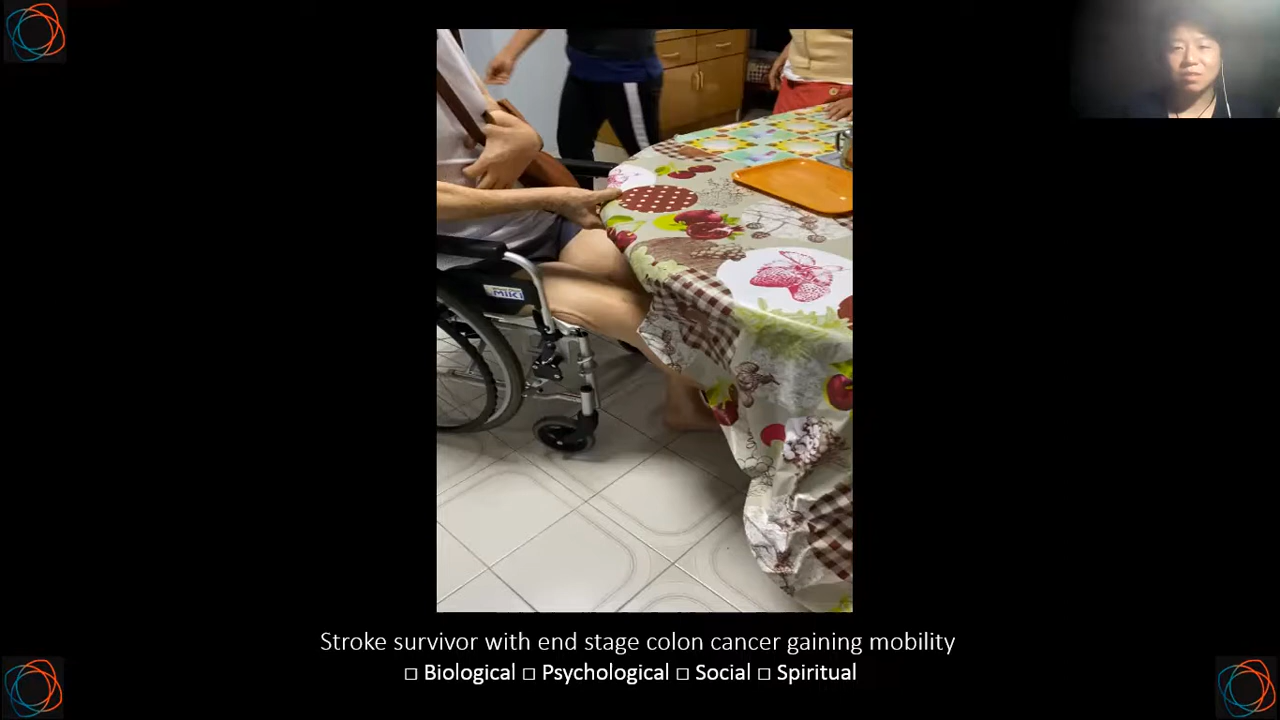 MIKI
Stroke survivor with end stage colon cancer gaining mobility
□ Biological □ Psychological □ Social □ Spiritual